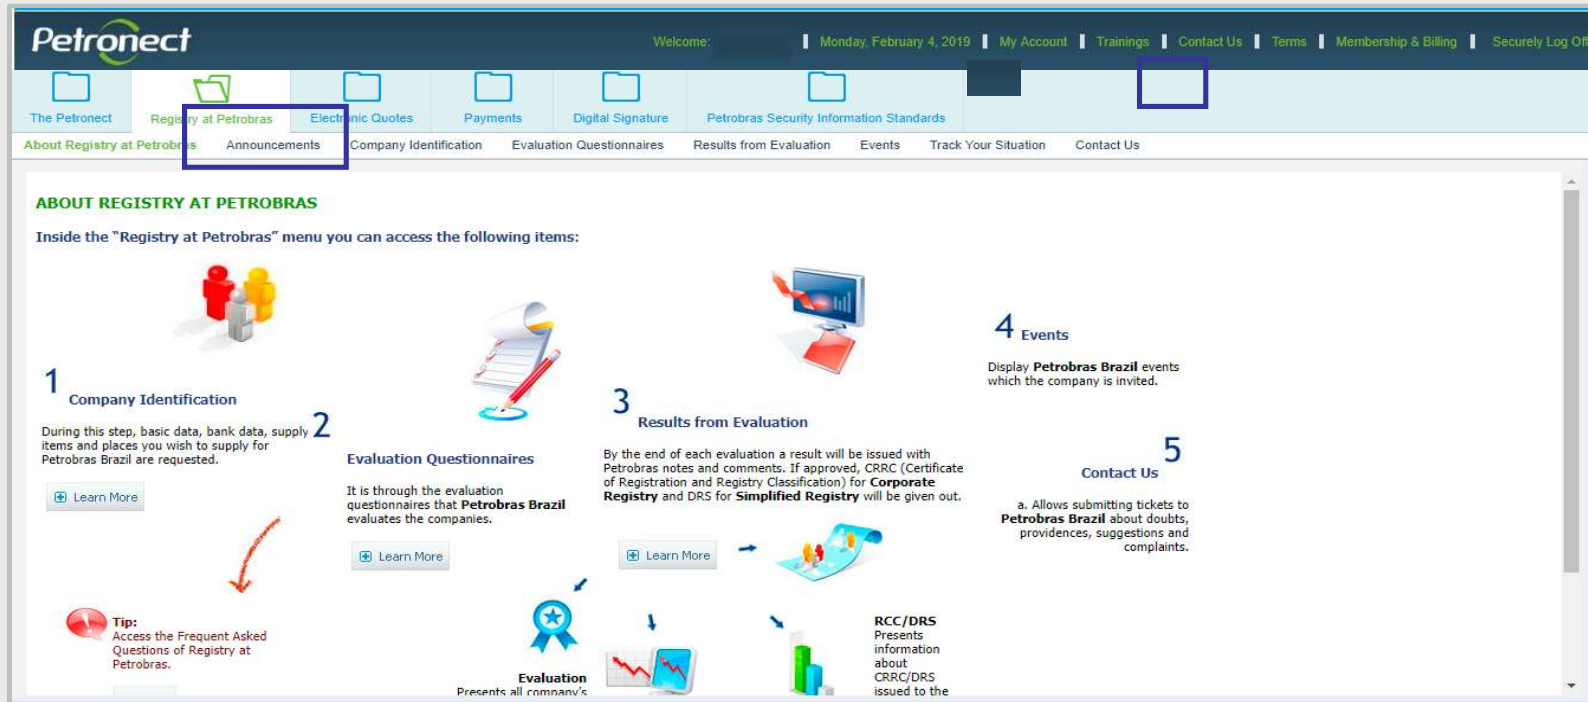 Petronect
Welcome:
Monday, February 4, 2019
My Account
Trainings
Contact Us
Terms
Membership & Billing
Securely Log Off
The Petronect
Registry at Petrobras
Electronic Quotes
Payments
Digital Signature
Petrobras Security Information Standards
About Registry at Petrobras
Announcements
Company Identification
Evaluation Questionnaires
Results from Evaluation
Events
Track Your Situation
Contact Us
ABOUT REGISTRY AT PETROBRAS
Inside the "Registry at Petrobras" menu you can access the following items:
1
Company Identification
During this step, basic data, bank data, supply
items and places you wish to supply for
Petrobras Brazil are requested.
Learn More
2
Evaluation Questionnaires
It is through the evaluation
questionnaires that Petrobras Brazil
evaluates the companies.
Learn More
3
Results from Evaluation
By the end of each evaluation a result will be issued with
Petrobras notes and comments. If approved, CRRC (Certificate
of Registration and Registry Classification) for Corporate
Registry and DRS for Simplified Registry will be given out.
Learn More
4 Events
Display Petrobras Brazil events
which the company is invited.
5
Contact Us
a. Allows submitting tickets to
Petrobras Brazil about doubts,
providences, suggestions and
complaints.
Tip:
Access the Frequent Asked
Questions of Registry at
Petrobras.
Evaluation
Presents all company's
RCC/DRS
Presents
information
about
CRRC/DRS
issued to the